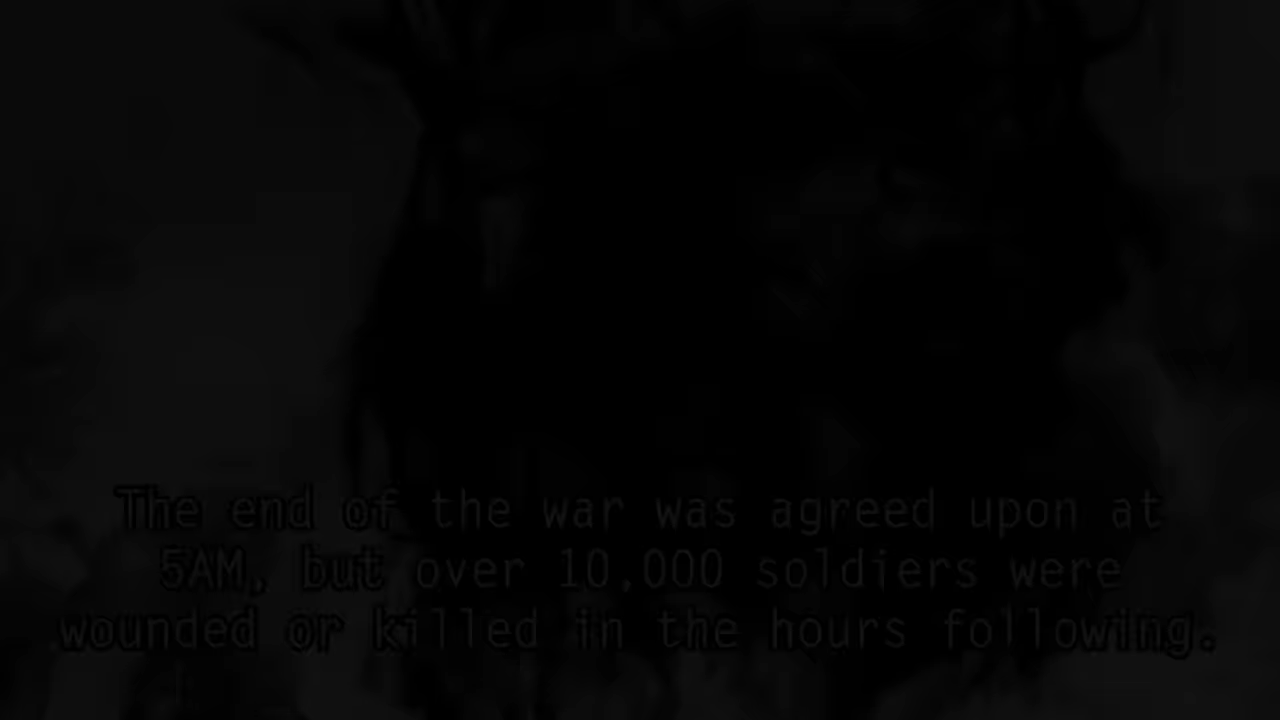 The end of the war was agreed upon at
5AM, but over 10,000 soldiers were
wounded or killed in the hours following.